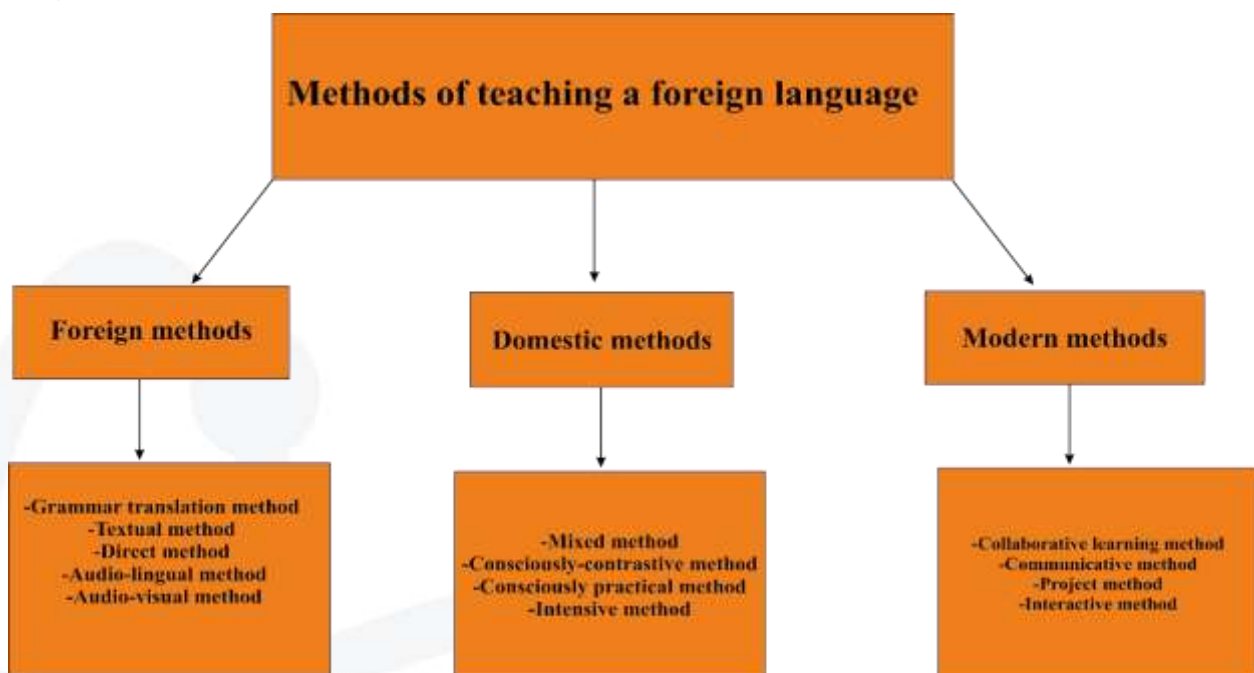 Methods of teaching a foreign language
Foreign methods
Domestic methods
Modern methods
-Grammar translation method
-Textual method
-Direct method
-Audio-lingual method
-Audio-visual method
-Mixed method
-Consciously-contrastive method
-Consciously practical method
-Intensive method
-Collaborative learning method
-Communicative method
-Project method
-Interactive method